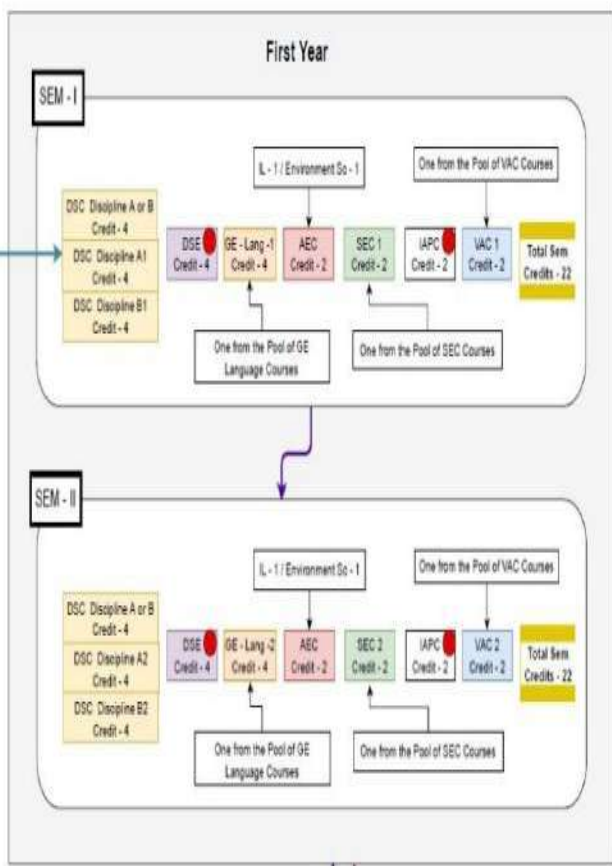 First Year
SEM - I
IL - 1 / Environment Sc - 1
One from the Pool of VAC Courses
DSC Discipline A or B
Credit - 4
DSC Discipline A1
Credit - 4
DSC Discipline B1
Credit - 4
DSE
Credit - 4
GE - Lang -1
Credit - 4
AEC
Credit - 2
SEC 1
Credit - 2
IAPC
Credit - 2
VAC 1
Credit - 2
Total Sem
Credits - 22
One from the Pool of GE
Language Courses
One from the Pool of SEC Courses
SEM - II
IL - 1 / Environment Sc - 1
One from the Pool of VAC Courses
DSC Discipline A or B
Credit - 4
DSC Discipline A2
Credit - 4
DSC Discipline B2
Credit - 4
DSE
Credit - 4
GE - Lang -2
Credit - 4
AEC
Credit - 2
SEC 2
Credit - 2
IAPC
Credit - 2
VAC 2
Credit - 2
Total Sem
Credits - 22
One from the Pool of GE
Language Courses
One from the Pool of SEC Courses